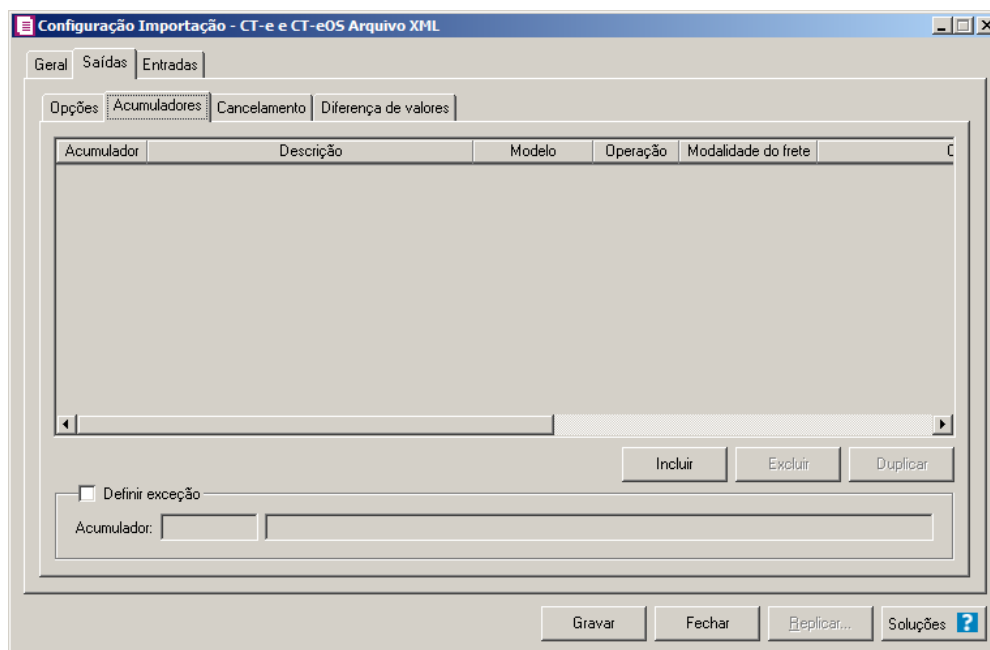 Configuração Importação - CT-e e CT-eOS Arquivo XML
Geral Saídas Entradas
Opções Acumuladores Cancelamento Diferença de valores
Acumulador Descrição Modelo Operação Modalidade do frete
Incluir Excluir Duplicar
Definir exceção
Acumulador:
Gravar Fechar Replicar... Soluções ?